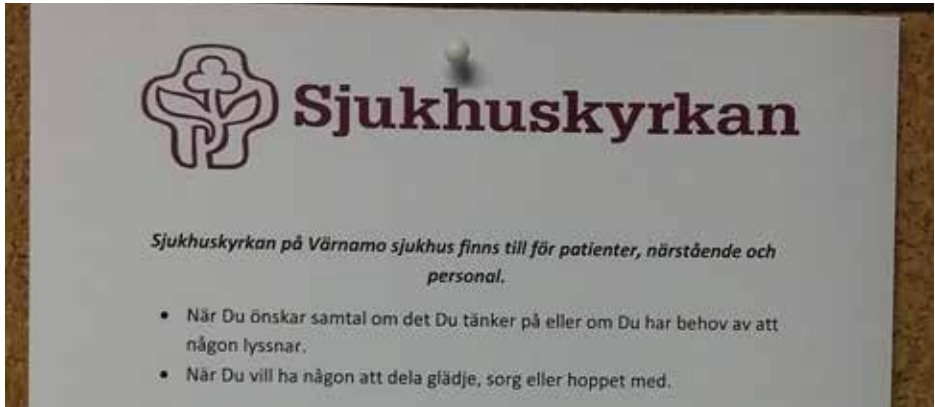 Sjukhuskyrkan
Sjukhuskyrkan på Värnamo sjukhus finns till för patienter, närstående och
personal.
• När Du önskar samtal om det Du tänker på eller om Du har behov av att
någon lyssnar.
• När Du vill ha någon att dela glädje, sorg eller hoppet med.